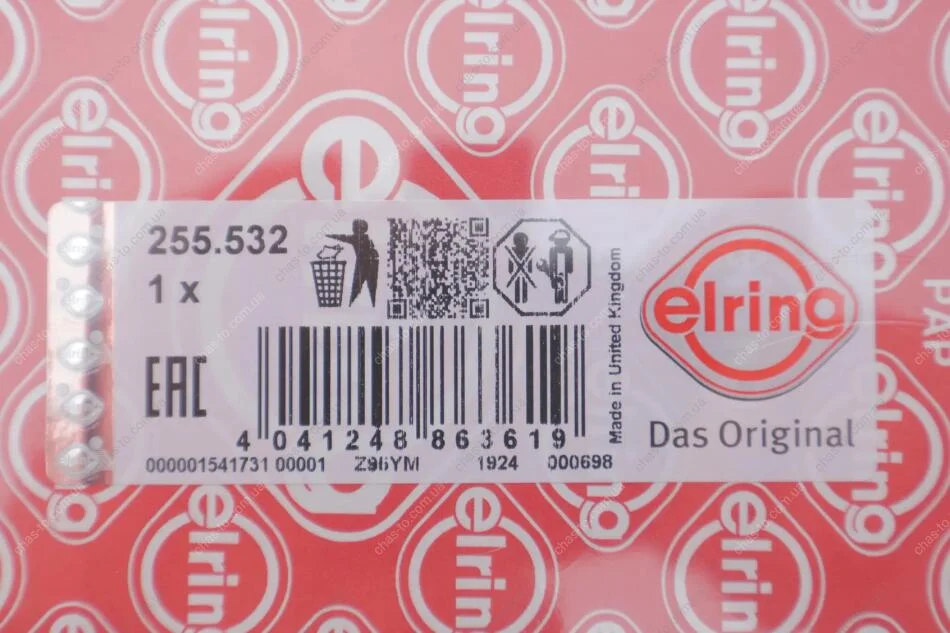 255.532
1 x
EAC
4 041248 863619
000001541731 00001 Z96YM 1924 000698
Made in United Kingdom
elring
Das Original
PAP